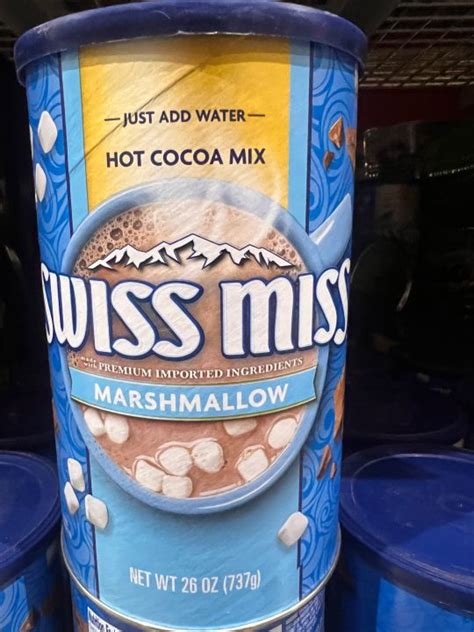 —JUST ADD WATER—
HOT COCOA MIX
SWISS MISS
PREMIUM IMPORTED INGREDIENTS
MARSHMALLOW
NET WT 26 OZ (737g)